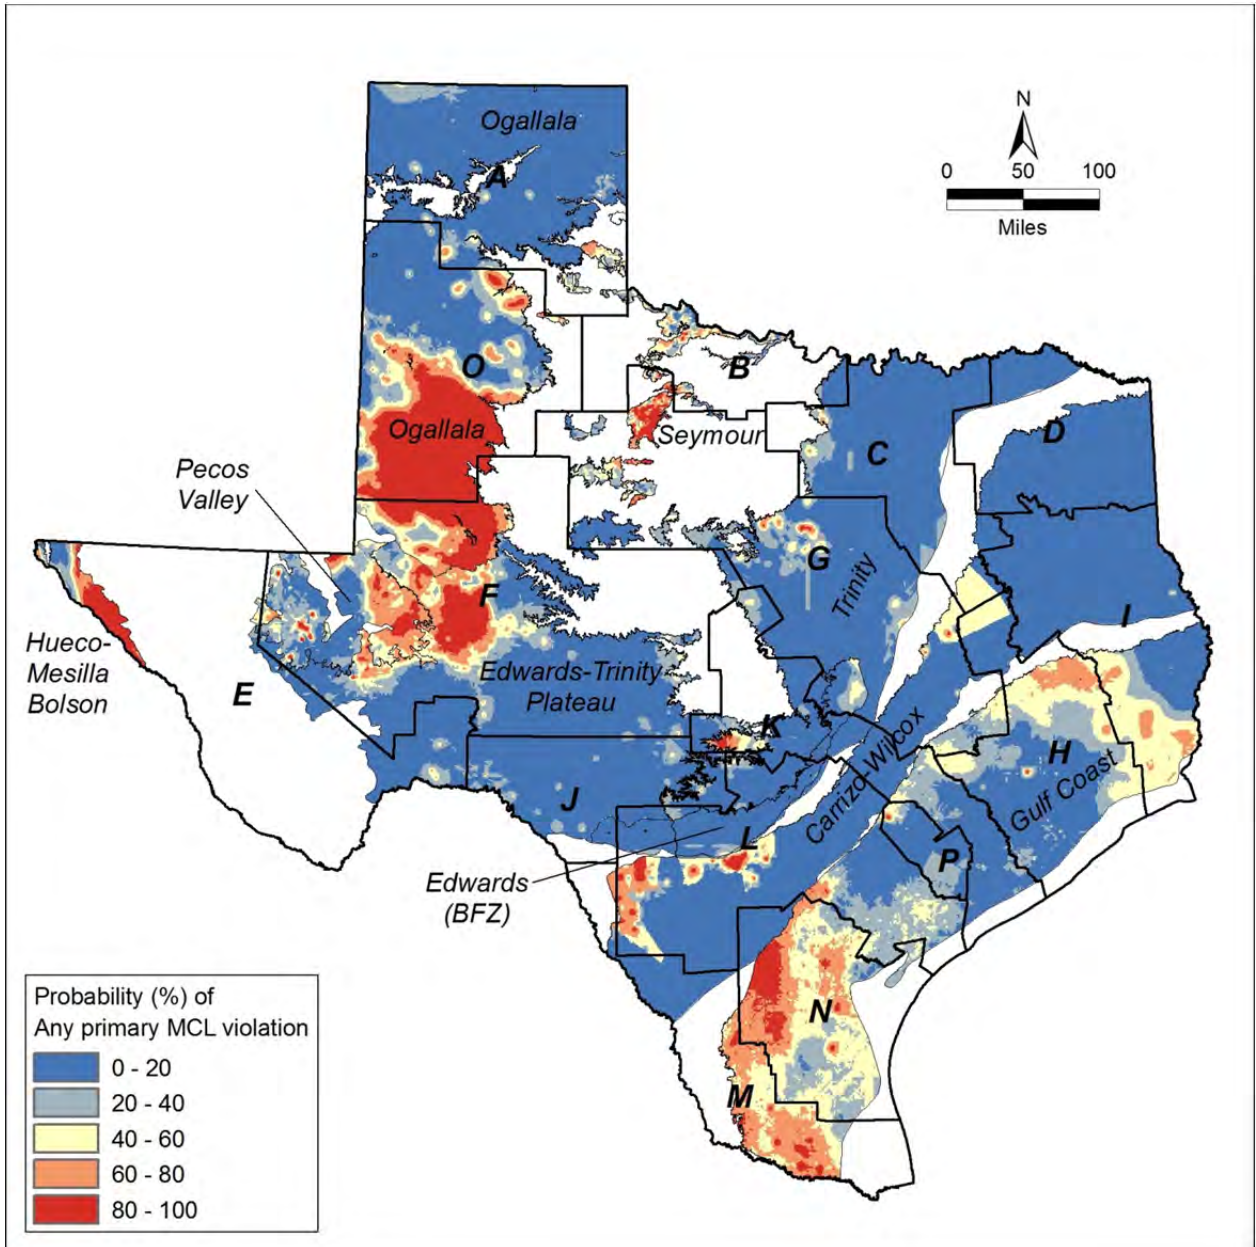 Ogallala
N
0 50 100
Miles
A
O
B
Ogallala
Seymour
C
D
Pecos
Valley
G
F
Trinity
I
Hueco-
Mesilla
Bolson
E
Edwards-Trinity
Plateau
K
H
J
Carrizo-Wilcox
Gulf Coast
L
P
Edwards
(BFZ)
N
M
Probability (%) of
Any primary MCL violation
0 - 20
20 - 40
40 - 60
60 - 80
80 - 100